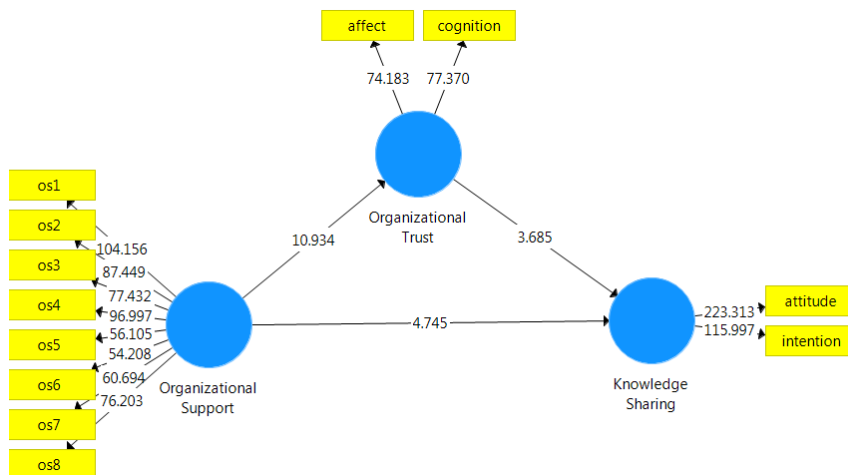 affect
cognition
74.183
77.370
Organizational
Trust
os1
os2
os3
os4
os5
os6
os7
os8
104.156
87.449
77.432
96.997
56.105
54.208
60.694
76.203
Organizational
Support
10.934
3.685
4.745
Knowledge
Sharing
223.313
115.997
attitude
intention